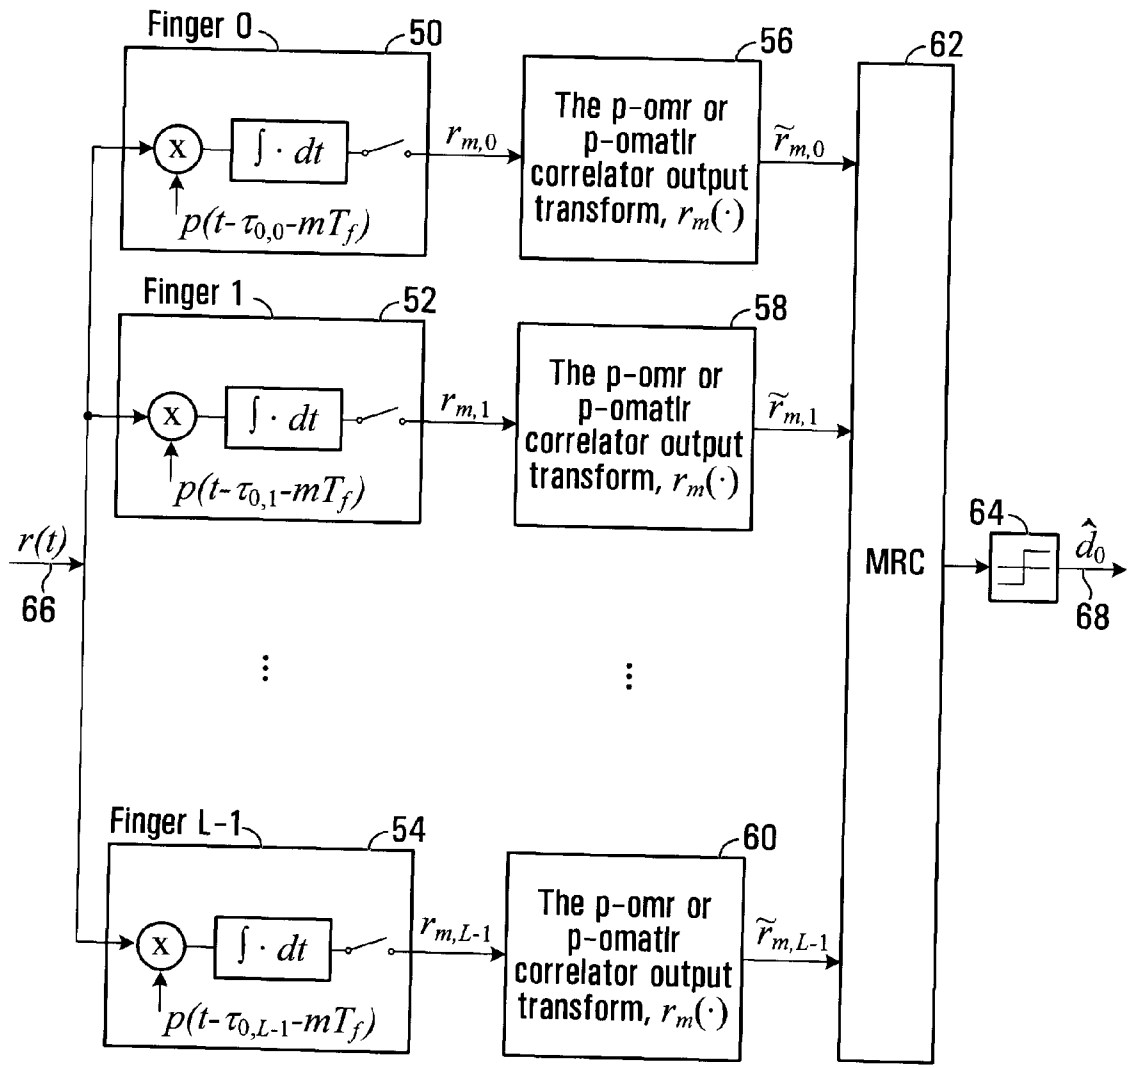 Finger 0
50
56
62
x
∫ · dt
r_{m,0}
The p-omr or
p-omatlr
correlator output
transform, r_m(·)
r̃_{m,0}
p(t-τ_{0,0}-mT_f)
Finger 1
52
58
x
∫ · dt
r_{m,1}
The p-omr or
p-omatlr
correlator output
transform, r_m(·)
r̃_{m,1}
p(t-τ_{0,1}-mT_f)
r(t)
66
MRC
64
d̂_0
68
Finger L-1
54
60
x
∫ · dt
r_{m,L-1}
The p-omr or
p-omatlr
correlator output
transform, r_m(·)
r̃_{m,L-1}
p(t-τ_{0,L-1}-mT_f)